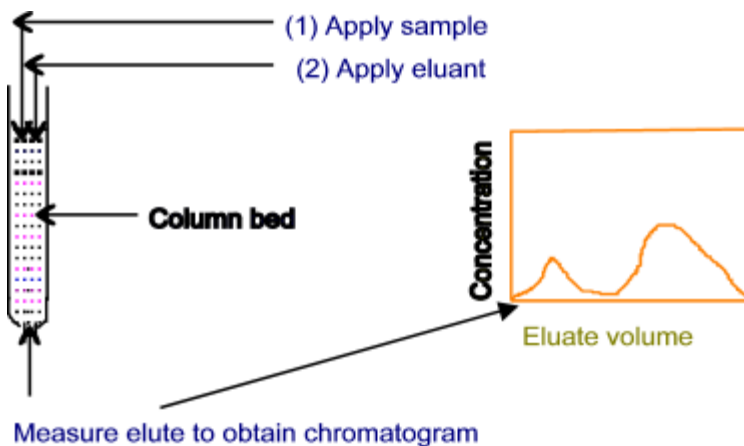 (1) Apply sample
(2) Apply eluant
Column bed
Concentration
Eluate volume
Measure elute to obtain chromatogram